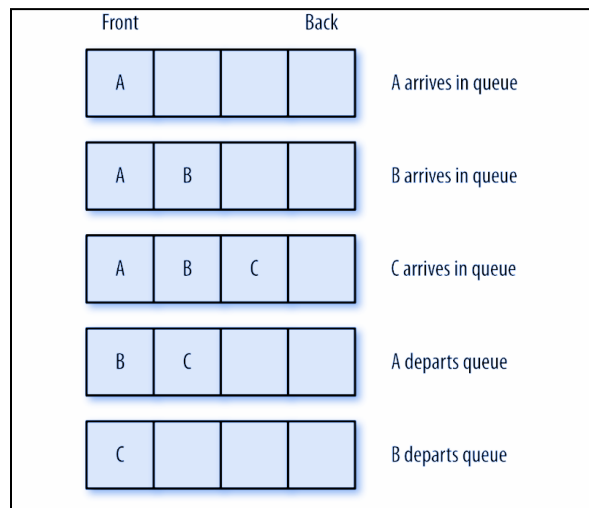 Front Back
A A arrives in queue
A B B arrives in queue
A B C C arrives in queue
B C A departs queue
C B departs queue